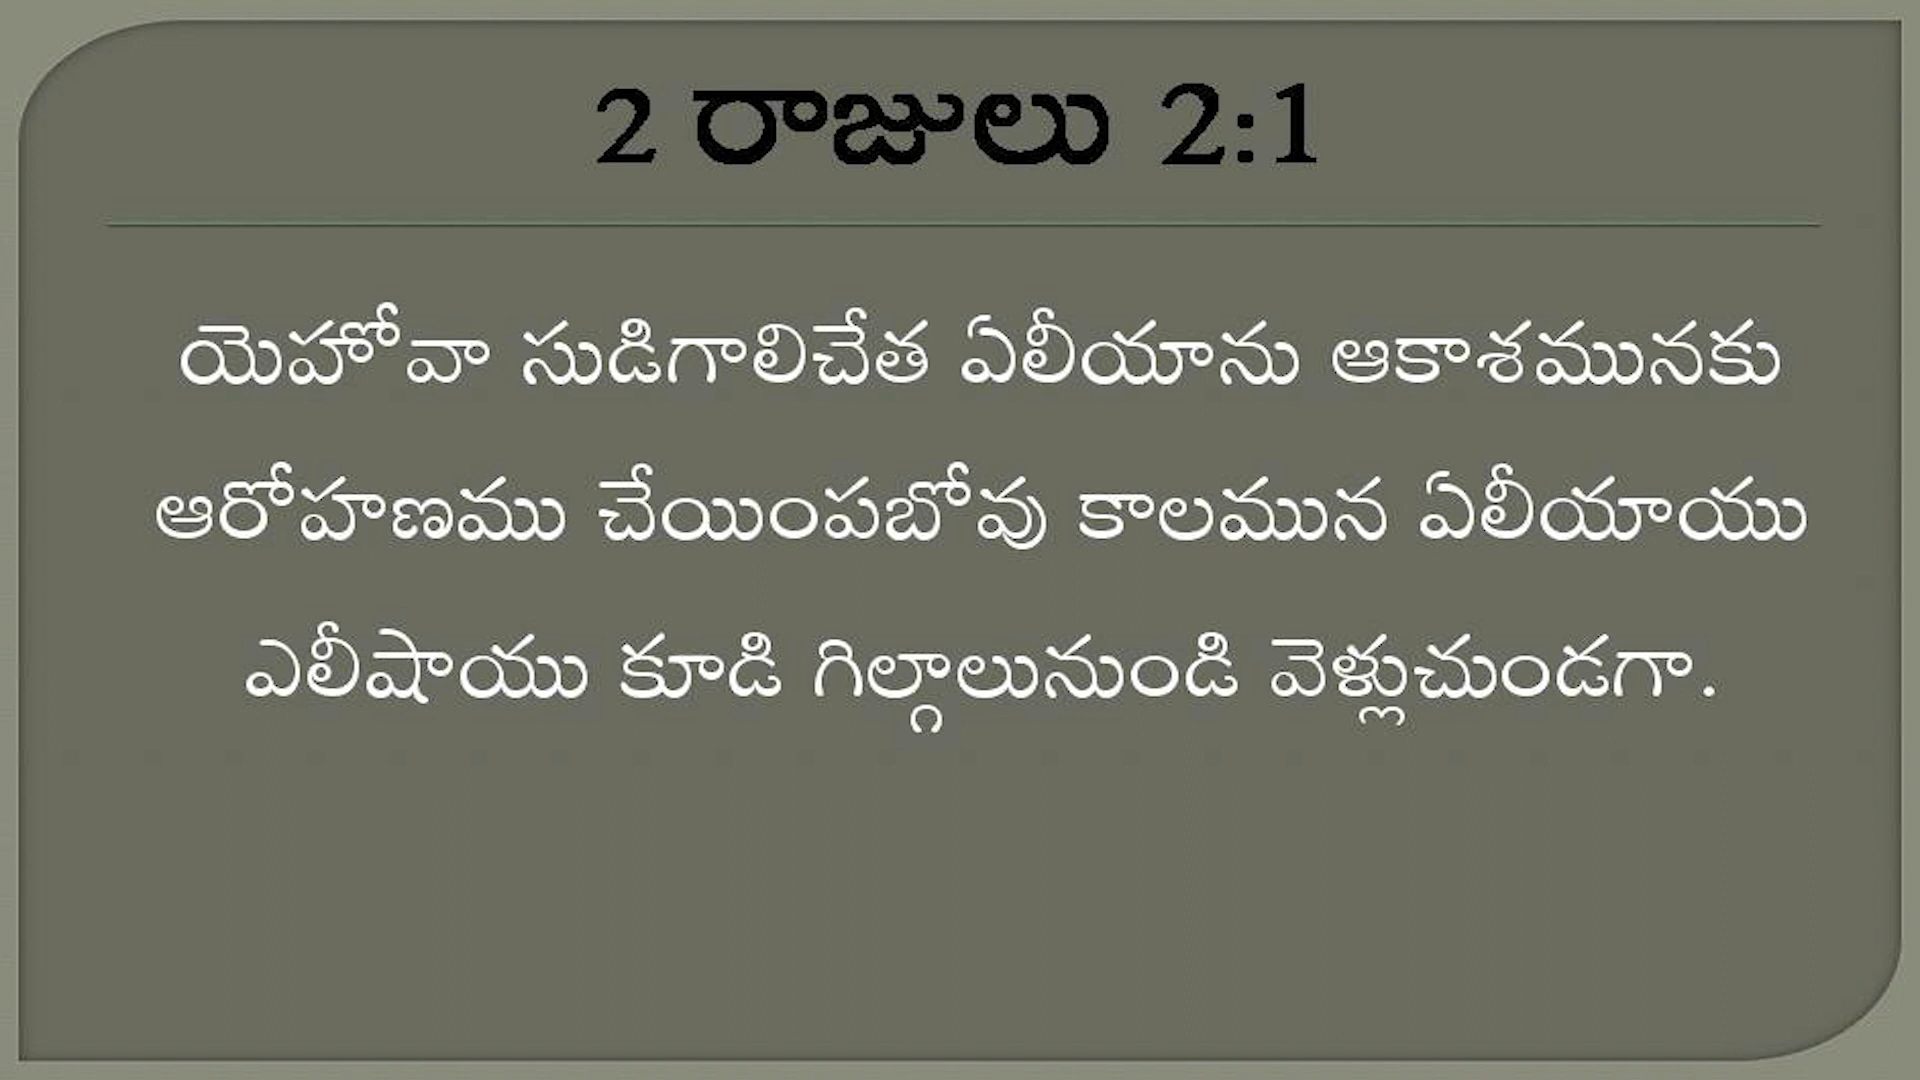 2 రాజులు 2:1
యెహోవా సుడిగాలిచేత ఏలీయాను ఆకాశమునకు
ఆరోహణము చేయింపబోవు కాలమున ఏలీయాయు
ఎలీషాయు కూడి గిల్గాలునుండి వెళ్లుచుండగా.